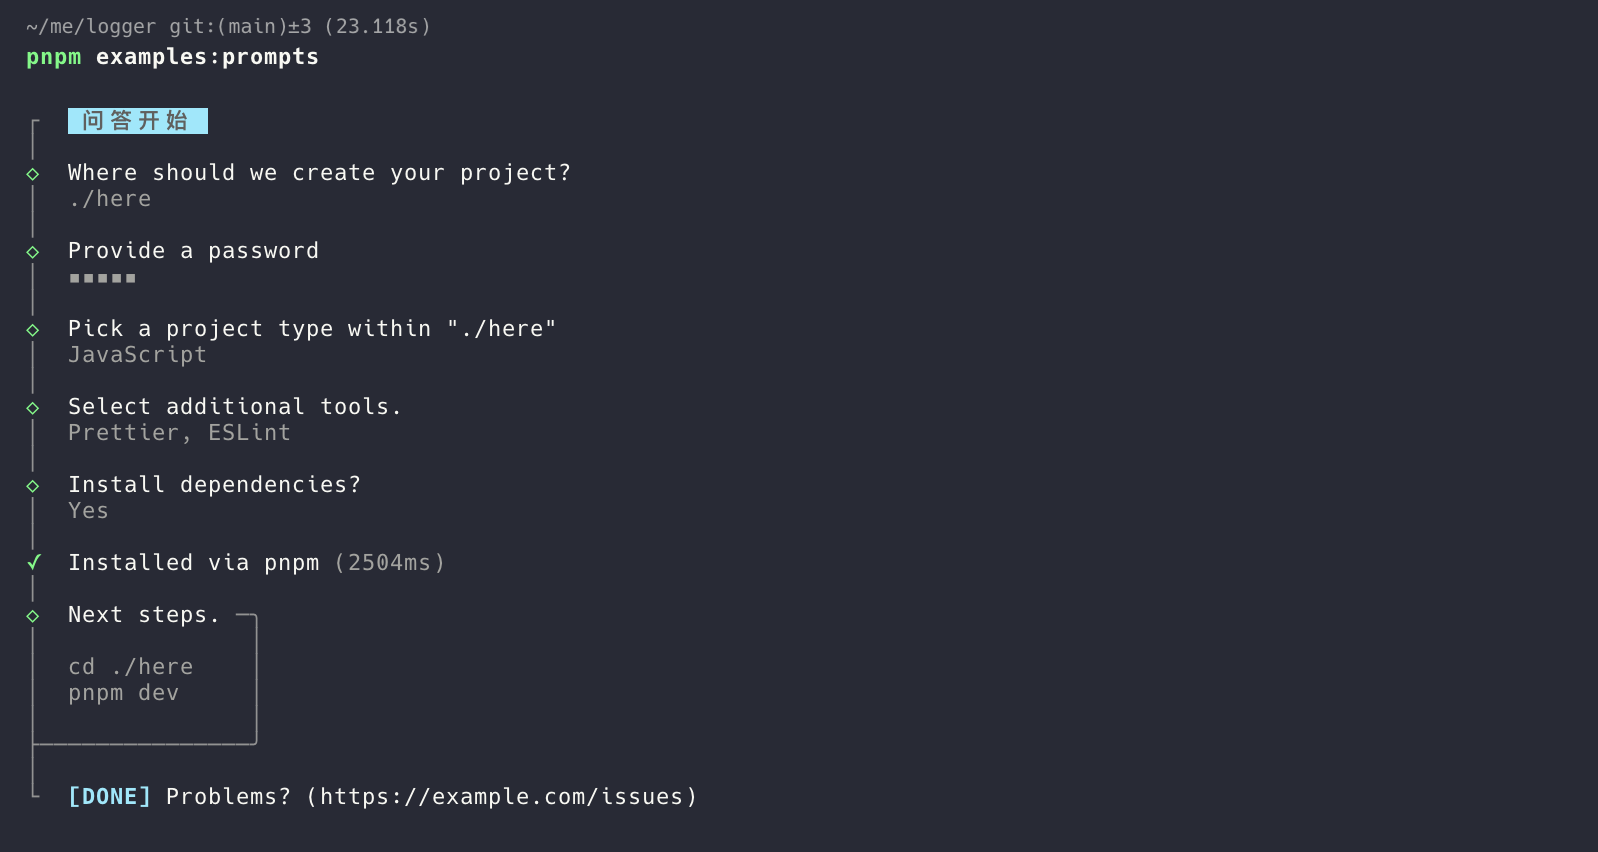 ~/me/logger git:(main)±3 (23.118s)
pnpm examples:prompts
问答开始
Where should we create your project?
./here
Provide a password
▪▪▪▪▪
Pick a project type within "./here"
JavaScript
Select additional tools.
Prettier, ESLint
Install dependencies?
Yes
✓ Installed via pnpm (2504ms)
Next steps.
cd ./here
pnpm dev
[DONE] Problems? (https://example.com/issues)